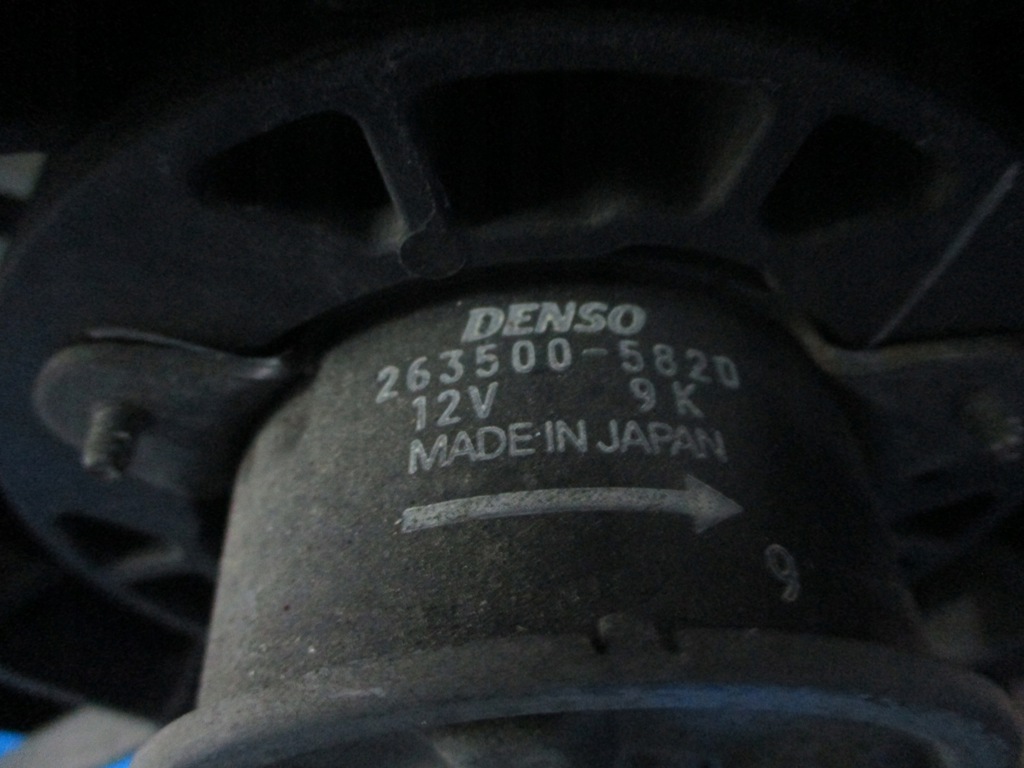 DENSO
263500-5820
12V 9K
MADE IN JAPAN
9